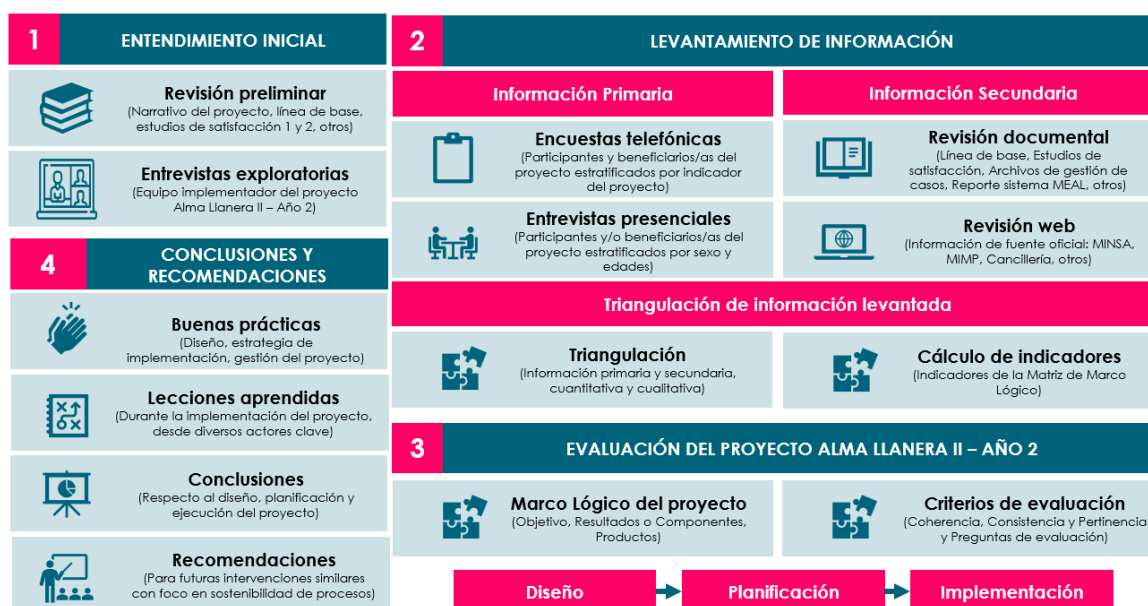 1
ENTENDIMIENTO INICIAL
Revisión preliminar
(Narrativo del proyecto, línea de base,
estudios de satisfacción 1 y 2, otros)
Entrevistas exploratorias
(Equipo implementador del proyecto
Alma Llanera II – Año 2)
2
LEVANTAMIENTO DE INFORMACIÓN
Información Primaria
Encuestas telefónicas
(Participantes y beneficiarios/as del
proyecto estratificados por indicador
del proyecto)
Entrevistas presenciales
(Participantes y/o beneficiarios/as del
proyecto estratificados por sexo y
edades)
Información Secundaria
Revisión documental
(Línea de base, Estudios de
satisfacción, Archivos de gestión de
casos, Reporte sistema MEAL, otros)
Revisión web
(Información de fuente oficial: MINSA,
MIMP, Cancillería, otros)
Triangulación de información levantada
Triangulación
(Información primaria y secundaria,
cuantitativa y cualitativa)
Cálculo de indicadores
(Indicadores de la Matriz de Marco
Lógico)
3
EVALUACIÓN DEL PROYECTO ALMA LLANERA II – AÑO 2
Marco Lógico del proyecto
(Objetivo, Resultados o Componentes,
Productos)
Criterios de evaluación
(Coherencia, Consistencia y Pertinencia
y Preguntas de evaluación)
Diseño
Planificación
Implementación
4
CONCLUSIONES Y
RECOMENDACIONES
Buenas prácticas
(Diseño, estrategia de
implementación, gestión del proyecto)
Lecciones aprendidas
(Durante la implementación del proyecto,
desde diversos actores clave)
Conclusiones
(Respecto al diseño, planificación y
ejecución del proyecto)
Recomendaciones
(Para futuras intervenciones similares
con foco en sostenibilidad de procesos)